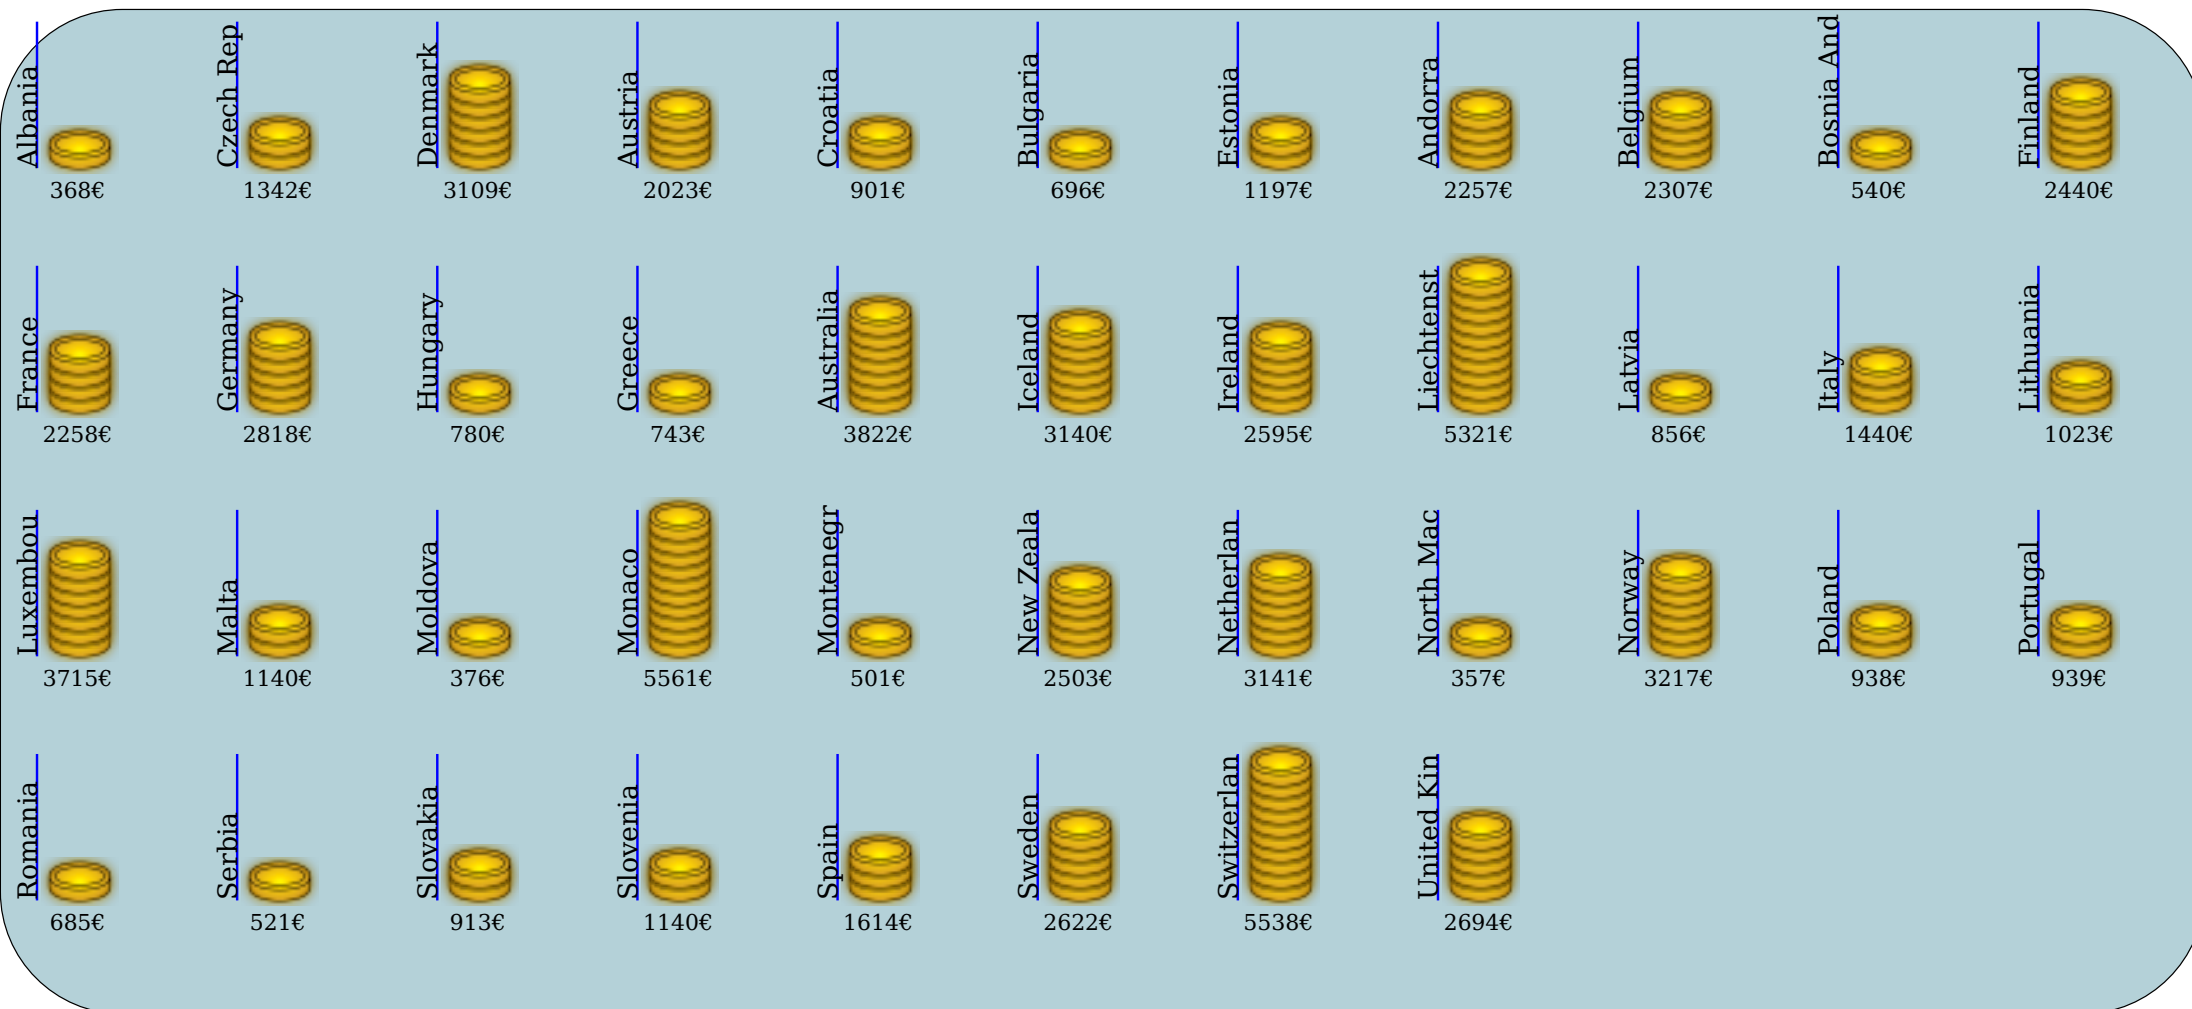 Albania
368€
Czech Rep
1342€
Denmark
3109€
Austria
2023€
Croatia
901€
Bulgaria
696€
Estonia
1197€
Andorra
2257€
Belgium
2307€
Bosnia And
540€
Finland
2440€
France
2258€
Germany
2818€
Hungary
780€
Greece
743€
Australia
3822€
Iceland
3140€
Ireland
2595€
Liechtenst
5321€
Latvia
856€
Italy
1440€
Lithuania
1023€
Luxembou
3715€
Malta
1140€
Moldova
376€
Monaco
5561€
Montenegr
501€
New Zeala
2503€
Netherlan
3141€
North Mac
357€
Norway
3217€
Poland
938€
Portugal
939€
Romania
685€
Serbia
521€
Slovakia
913€
Slovenia
1140€
Spain
1614€
Sweden
2622€
Switzerlan
5538€
United Kin
2694€